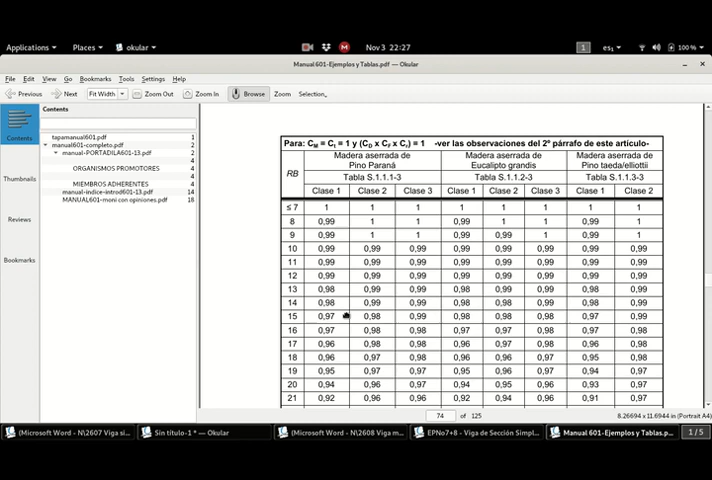 Applications Places okular Nov 3 22:27 1 es₁ 100 %
Manual 601-Ejemplos y Tablas.pdf — Okular
File Edit View Go Bookmarks Tools Settings Help
Previous Next Fit Width Zoom Out Zoom In Browse Zoom Selection
Contents
Contents
Thumbnails
Reviews
Bookmarks
tapamanual601.pdf 1
manual601-completo.pdf 2
manual-PORTADILA601-13.pdf 2
4
ORGANISMOS PROMOTORES 4
4
MIEMBROS ADHERENTES 4
manual-indice-introd601-13.pdf 14
MANUAL601-moni con opiniones.pdf 18
Para: CM = Ct = 1 y (CD x CF x Cr) = 1 -ver las observaciones del 2º párrafo de este artículo-
RB Madera aserrada de Pino Paraná Madera aserrada de Eucalipto grandis Madera aserrada de Pino taeda/elliottii
Tabla S.1.1.1-3 Tabla S.1.1.2-3 Tabla S.1.1.3-3
Clase 1 Clase 2 Clase 3 Clase 1 Clase 2 Clase 3 Clase 1 Clase 2
≤ 7 1 1 1 1 1 1 1 1
8 0,99 1 1 0,99 1 1 0,99 1
9 0,99 1 1 0,99 0,99 1 0,99 1
10 0,99 0,99 0,99 0,99 0,99 0,99 0,99 0,99
11 0,99 0,99 0,99 0,99 0,99 0,99 0,99 0,99
12 0,99 0,99 0,99 0,99 0,99 0,99 0,99 0,99
13 0,98 0,99 0,99 0,98 0,99 0,99 0,98 0,99
14 0,98 0,99 0,99 0,98 0,98 0,99 0,98 0,99
15 0,97 0,98 0,99 0,98 0,98 0,98 0,97 0,99
16 0,97 0,98 0,98 0,97 0,98 0,98 0,97 0,98
17 0,96 0,98 0,98 0,96 0,97 0,98 0,96 0,98
18 0,96 0,97 0,98 0,96 0,96 0,97 0,95 0,98
19 0,95 0,97 0,97 0,95 0,96 0,97 0,94 0,97
20 0,94 0,96 0,97 0,94 0,95 0,96 0,93 0,97
21 0,92 0,96 0,96 0,92 0,94 0,96 0,91 0,97
74 of 125 8.26694 x 11.6944 in (Portrait A4)
(Microsoft Word - N\2607 Viga si... Sin título-1 * — Okular (Microsoft Word - N\2608 Viga m... EPNo7+8 - Viga de Sección Simpl... Manual 601-Ejemplos y Tablas.p... 1 / 5